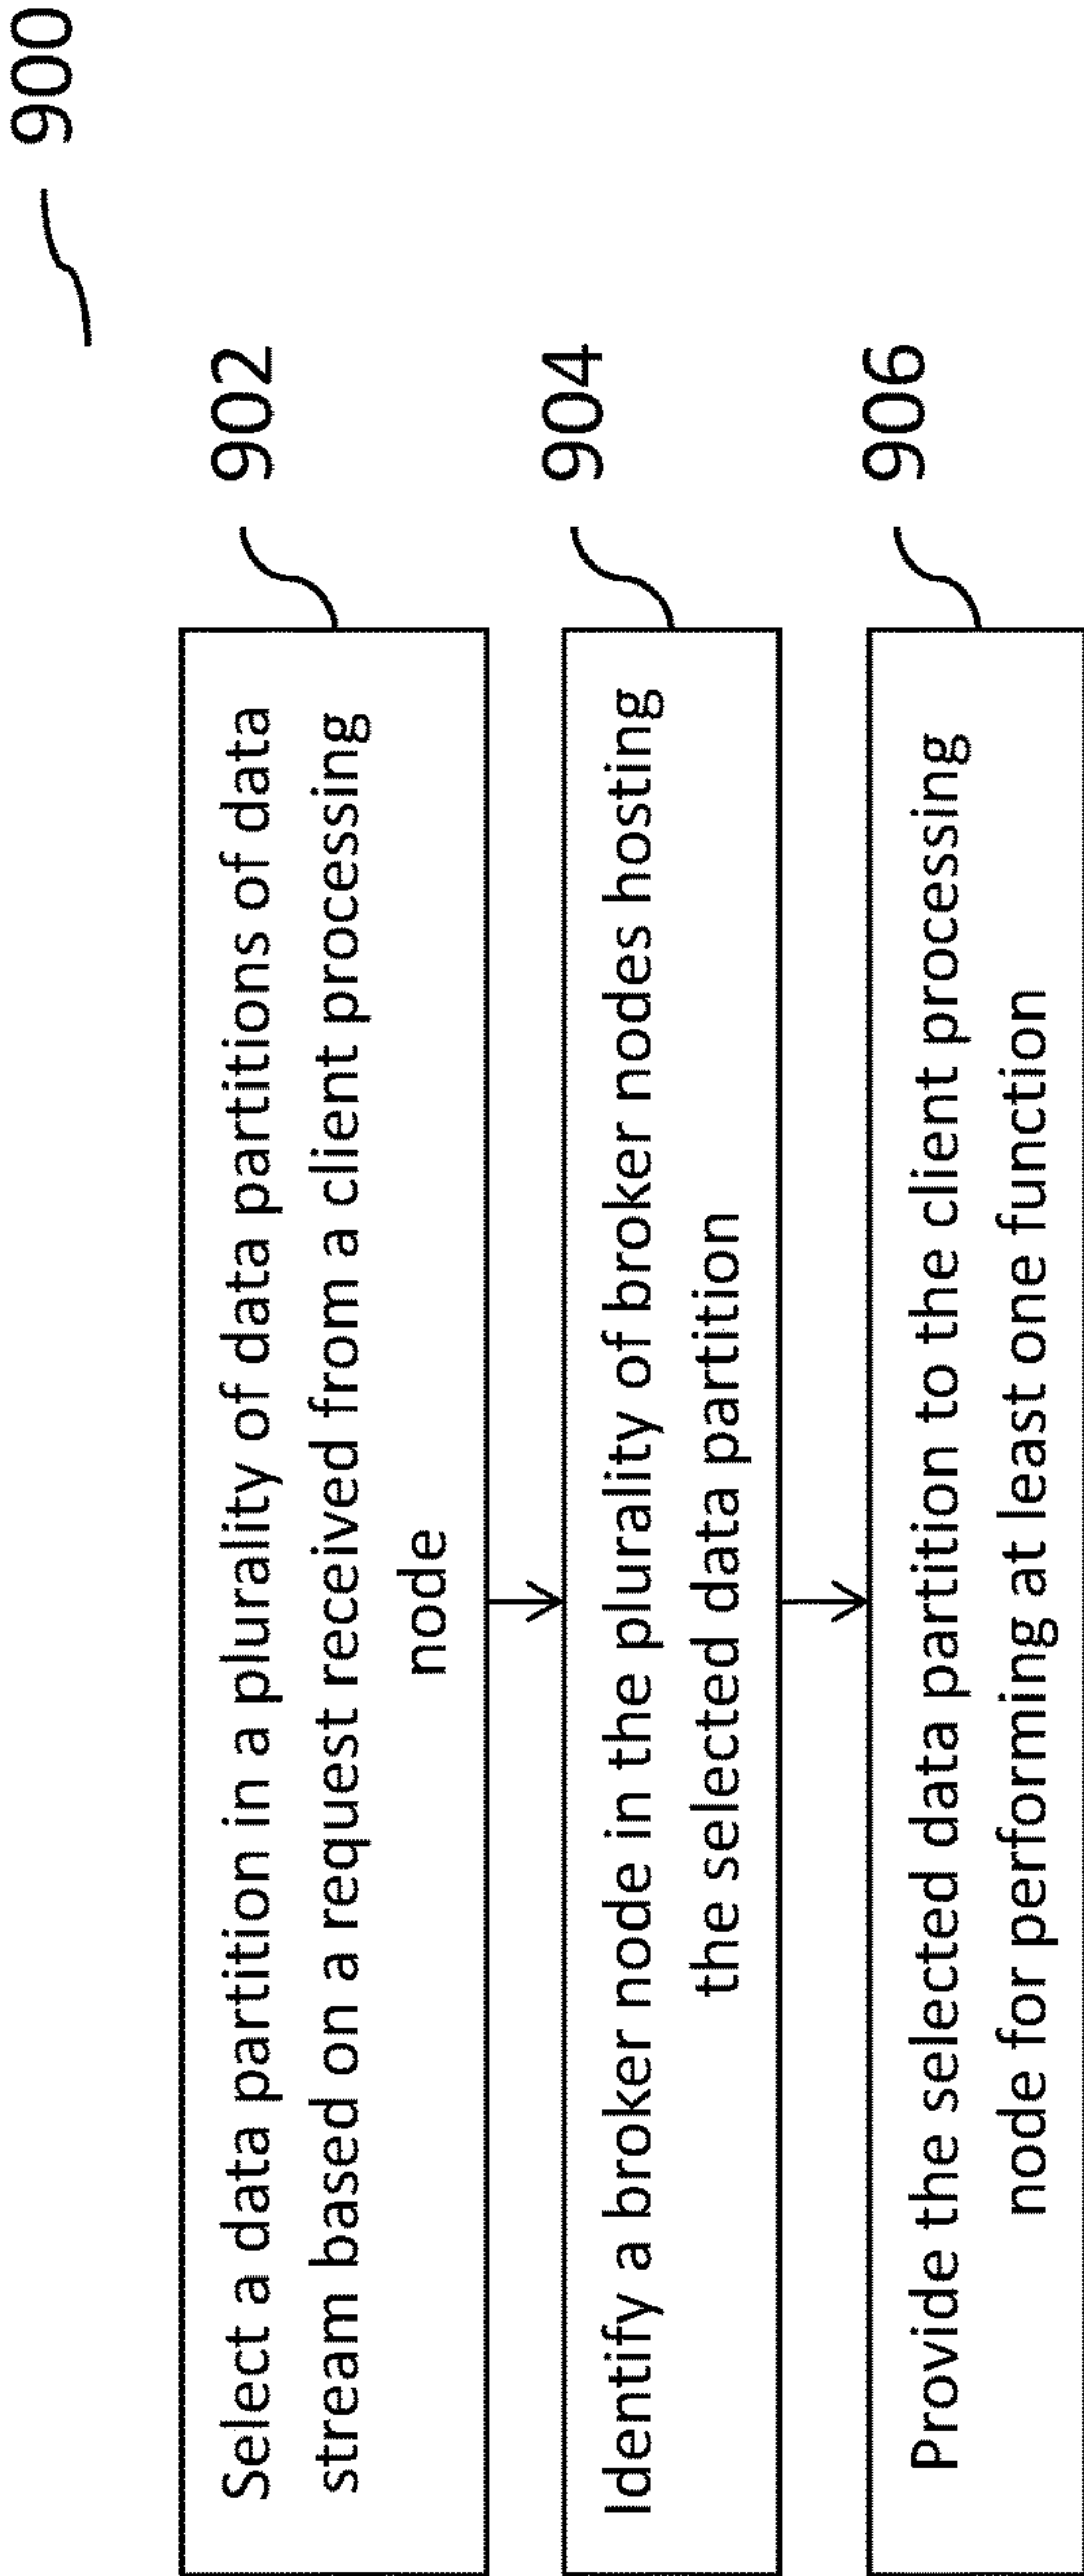 900
Select a data partition in a plurality of data partitions of data
stream based on a request received from a client processing
node
902
Identify a broker node in the plurality of broker nodes hosting
the selected data partition
904
Provide the selected data partition to the client processing
node for performing at least one function
906